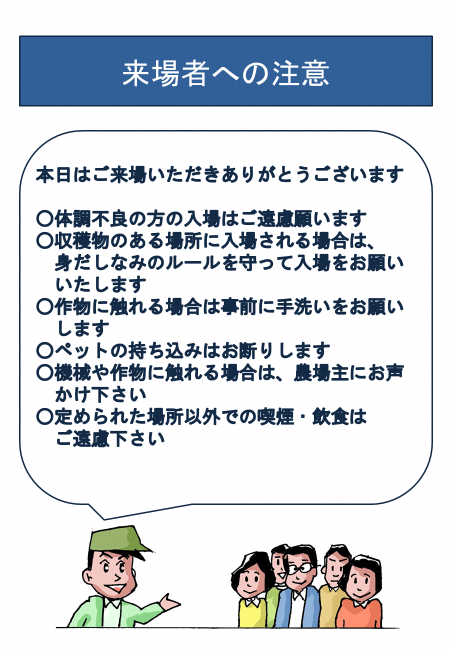 来場者への注意
本日はご来場いただきありがとうございます
〇体調不良の方の入場はご遠慮願います
〇収穫物のある場所に入場される場合は、
身だしなみのルールを守って入場をお願い
いたします
〇作物に触れる場合は事前に手洗いをお願い
します
〇ペットの持ち込みはお断りします
〇機械や作物に触れる場合は、農場主にお声
かけ下さい
〇定められた場所以外での喫煙・飲食は
ご遠慮下さい